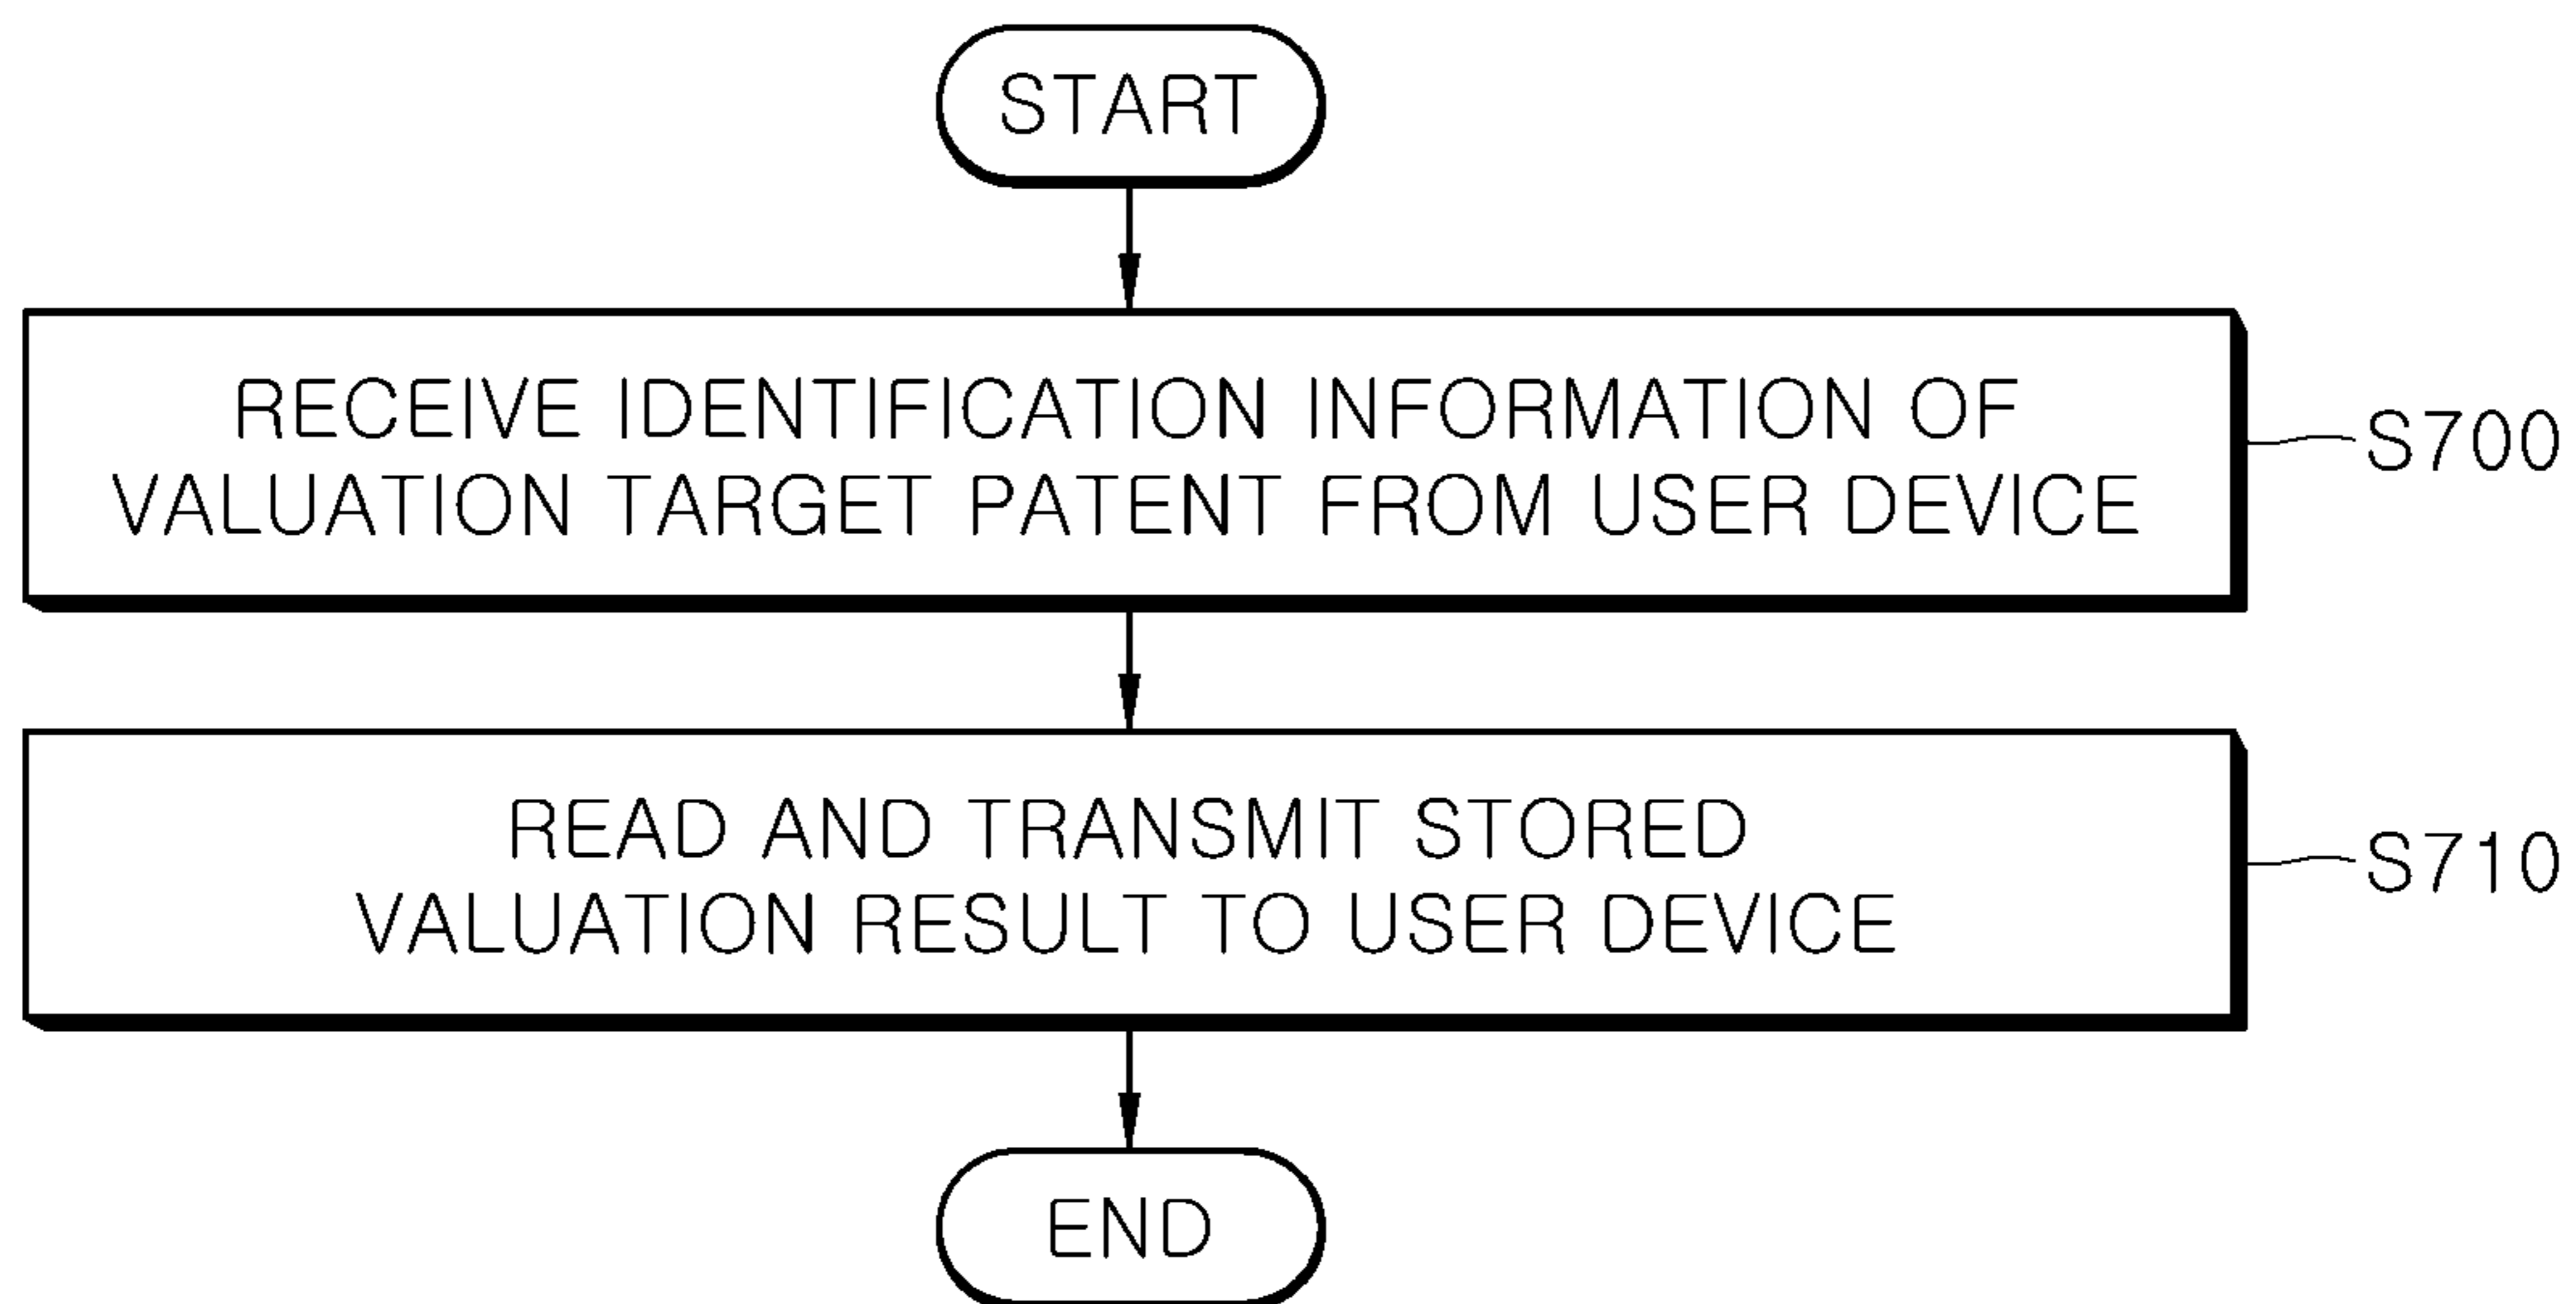 START
RECEIVE IDENTIFICATION INFORMATION OF
VALUATION TARGET PATENT FROM USER DEVICE
S700
READ AND TRANSMIT STORED
VALUATION RESULT TO USER DEVICE
S710
END